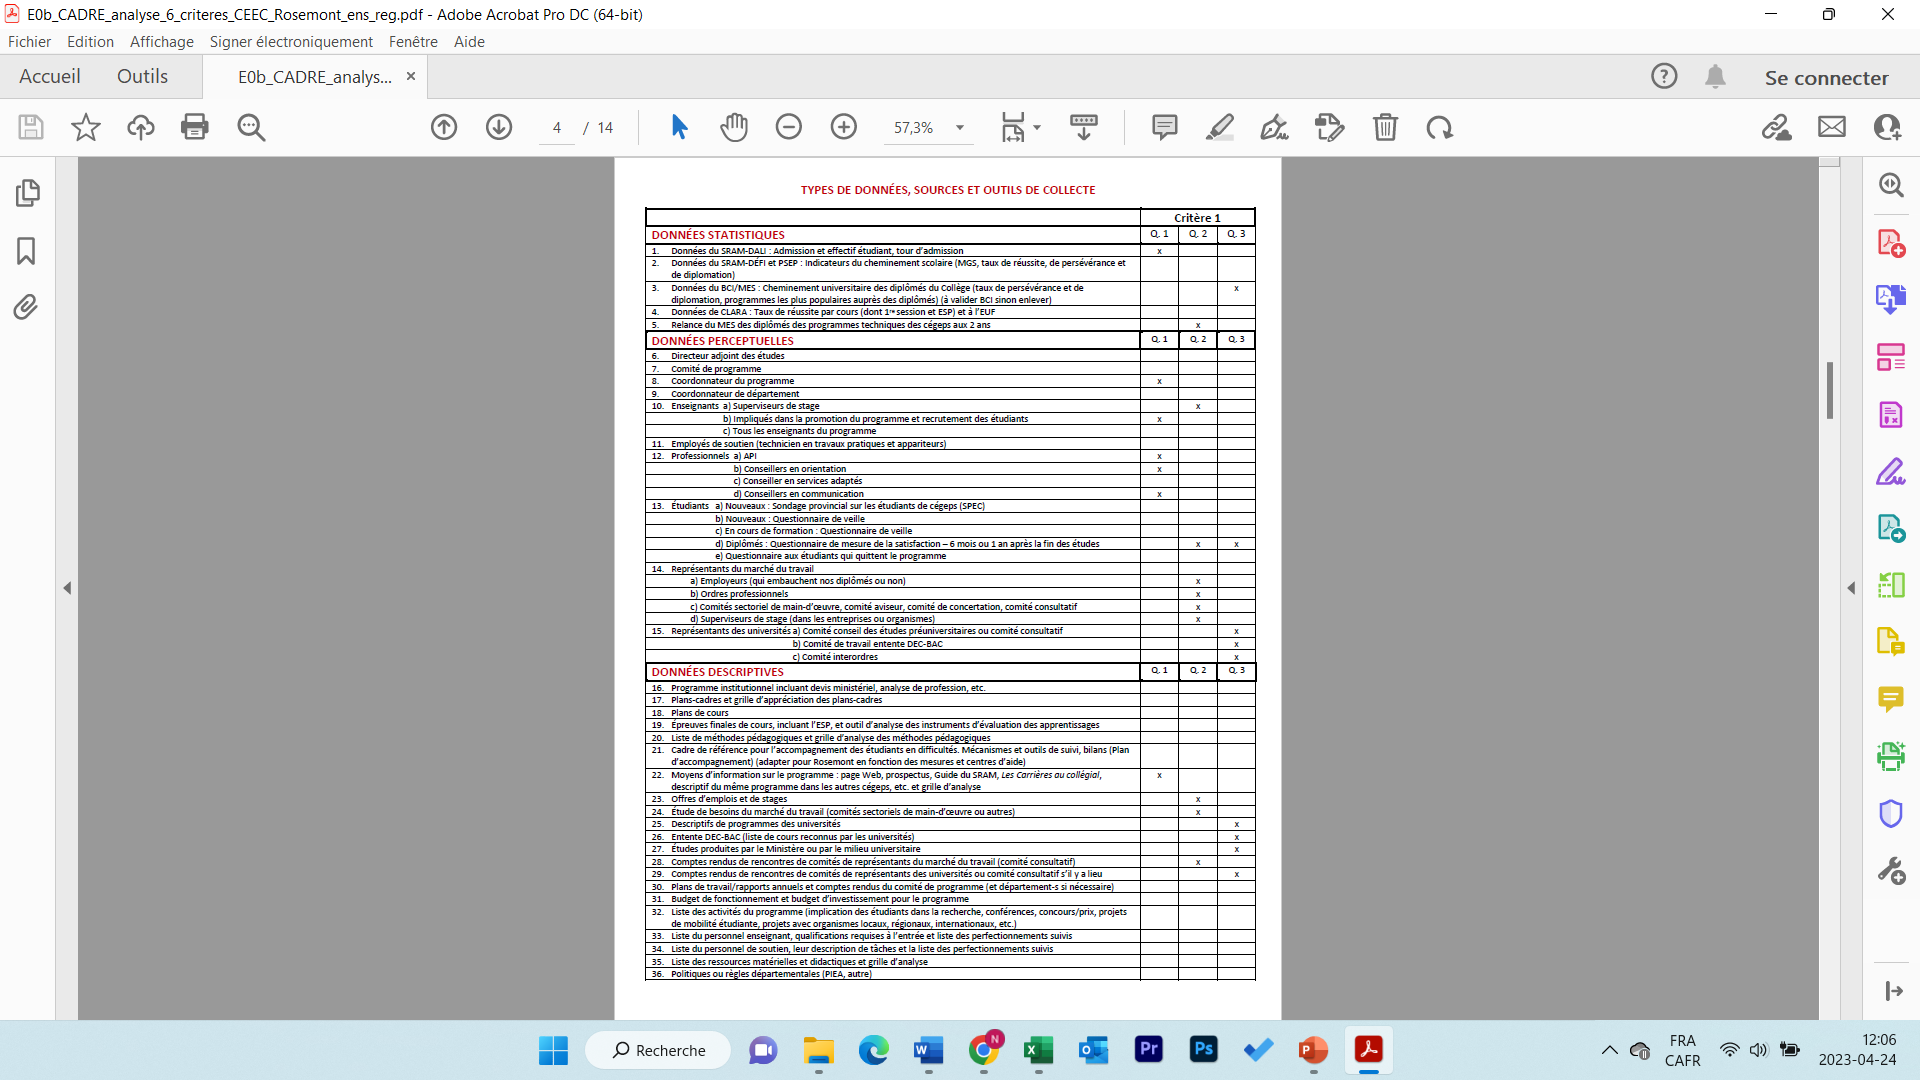 E0b_CADRE_analyse_6_criteres_CEEC_Rosemont_ens_reg.pdf - Adobe Acrobat Pro DC (64-bit)
Fichier Edition Affichage Signer électroniquement Fenêtre Aide
Accueil Outils E0b_CADRE_analys... × Se connecter
4 / 14 57,3%
TYPES DE DONNÉES, SOURCES ET OUTILS DE COLLECTE
Critère 1
DONNÉES STATISTIQUES Q. 1 Q. 2 Q. 3
1. Données du SRAM-DALI : Admission et effectif étudiant, tour d'admission x
2. Données du SRAM-DÉFI et PSEP : Indicateurs du cheminement scolaire (MGS, taux de réussite, de persévérance et
de diplomation)
3. Données du BCI/MES : Cheminement universitaire des diplômés du Collège (taux de persévérance et de x
diplomation, programmes les plus populaires auprès des diplômés) (à valider BCI sinon enlever)
4. Données de CLARA : Taux de réussite par cours (dont 1re session et ESP) et à l'EUF
5. Relance du MES des diplômés des programmes techniques des cégeps aux 2 ans x
DONNÉES PERCEPTUELLES Q. 1 Q. 2 Q. 3
6. Directeur adjoint des études
7. Comité de programme
8. Coordonnateur du programme x
9. Coordonnateur de département
10. Enseignants a) Superviseurs de stage x
b) Impliqués dans la promotion du programme et recrutement des étudiants x
c) Tous les enseignants du programme
11. Employés de soutien (technicien en travaux pratiques et appariteurs)
12. Professionnels a) API x
b) Conseillers en orientation x
c) Conseiller en services adaptés
d) Conseillers en communication x
13. Étudiants a) Nouveaux : Sondage provincial sur les étudiants de cégeps (SPEC)
b) Nouveaux : Questionnaire de veille
c) En cours de formation : Questionnaire de veille
d) Diplômés : Questionnaire de mesure de la satisfaction – 6 mois ou 1 an après la fin des études x x
e) Questionnaire aux étudiants qui quittent le programme
14. Représentants du marché du travail
a) Employeurs (qui embauchent nos diplômés ou non) x
b) Ordres professionnels x
c) Comités sectoriel de main-d'œuvre, comité aviseur, comité de concertation, comité consultatif x
d) Superviseurs de stage (dans les entreprises ou organismes) x
15. Représentants des universités a) Comité conseil des études préuniversitaires ou comité consultatif x
b) Comité de travail entente DEC-BAC x
c) Comité interordres x
DONNÉES DESCRIPTIVES Q. 1 Q. 2 Q. 3
16. Programme institutionnel incluant devis ministériel, analyse de profession, etc.
17. Plans-cadres et grille d'appréciation des plans-cadres
18. Plans de cours
19. Épreuves finales de cours, incluant l'ESP, et outil d'analyse des instruments d'évaluation des apprentissages
20. Liste de méthodes pédagogiques et grille d'analyse des méthodes pédagogiques
21. Cadre de référence pour l'accompagnement des étudiants en difficultés. Mécanismes et outils de suivi, bilans (Plan
d'accompagnement) (adapter pour Rosemont en fonction des mesures et centres d'aide)
22. Moyens d'information sur le programme : page Web, prospectus, Guide du SRAM, Les Carrières au collégial, x
descriptif du même programme dans les autres cégeps, etc. et grille d'analyse
23. Offres d'emplois et de stages x
24. Étude de besoins du marché du travail (comités sectoriels de main-d'œuvre ou autres) x
25. Descriptifs de programmes des universités x
26. Entente DEC-BAC (liste de cours reconnus par les universités) x
27. Études produites par le Ministère ou par le milieu universitaire x
28. Comptes rendus de rencontres de comités de représentants du marché du travail (comité consultatif) x
29. Comptes rendus de rencontres de comités de représentants des universités ou comité consultatif s'il y a lieu x
30. Plans de travail/rapports annuels et comptes rendus du comité de programme (et département-s si nécessaire)
31. Budget de fonctionnement et budget d'investissement pour le programme
32. Liste des activités du programme (implication des étudiants dans la recherche, conférences, concours/prix, projets
de mobilité étudiante, projets avec organismes locaux, régionaux, internationaux, etc.)
33. Liste du personnel enseignant, qualifications requises à l'entrée et liste des perfectionnements suivis
34. Liste du personnel de soutien, leur description de tâches et la liste des perfectionnements suivis
35. Liste des ressources matérielles et didactiques et grille d'analyse
36. Politiques ou règles départementales (PIEA, autre)
Recherche
N
Pr
Ps
FRA
CAFR
12:06
2023-04-24